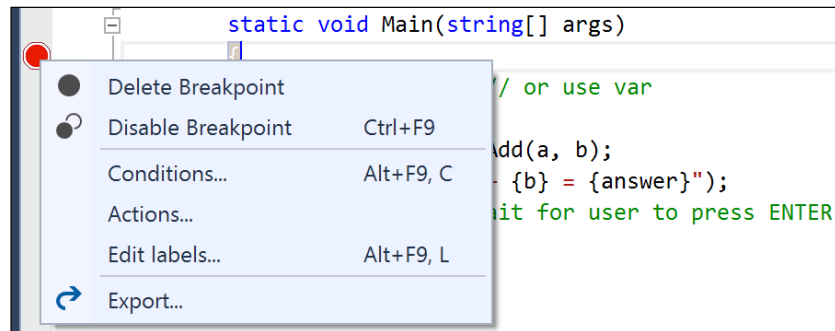 static void Main(string[] args)
{
Delete Breakpoint
// or use var
Disable Breakpoint Ctrl+F9
Add(a, b);
Conditions... Alt+F9, C
{b} = {answer}");
Actions...
ait for user to press ENTER
Edit labels... Alt+F9, L
Export...